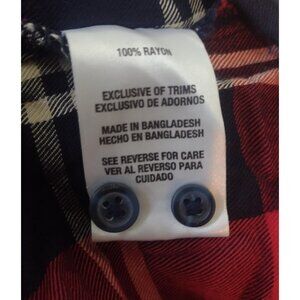 100% RAYON
EXCLUSIVE OF TRIMS
EXCLUSIVO DE ADORNOS
MADE IN BANGLADESH
HECHO EN BANGLADESH
SEE REVERSE FOR CARE
VER AL REVERSO PARA
CUIDADO